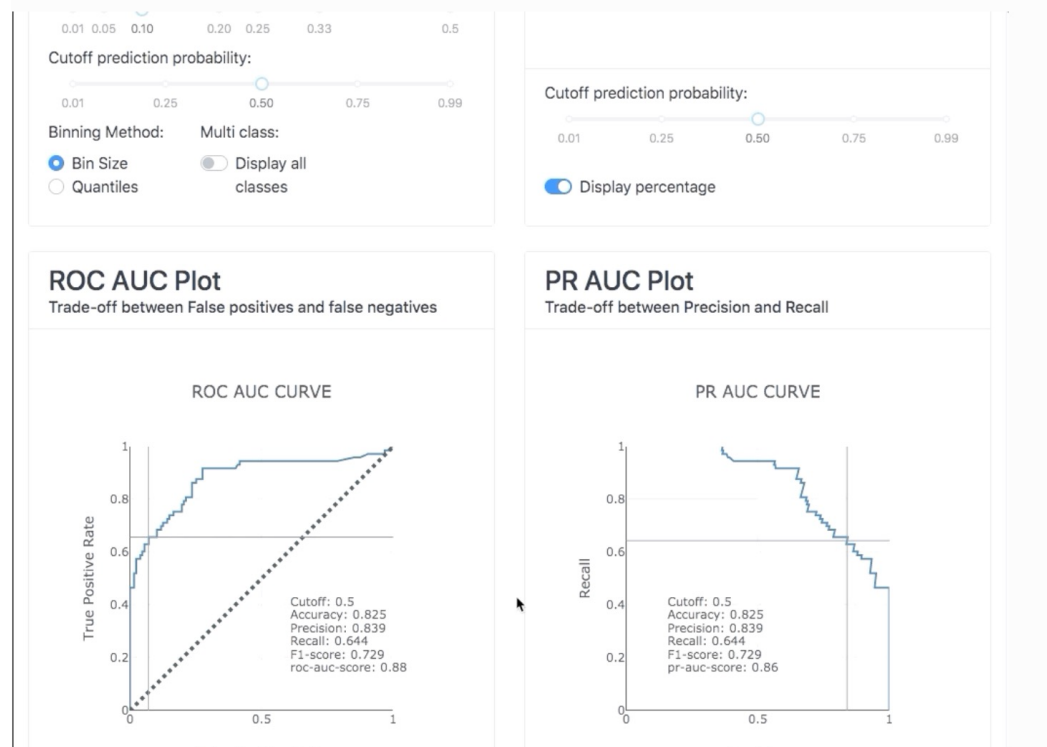 0.01 0.05 0.10 0.20 0.25 0.33 0.5
Cutoff prediction probability:
0.01 0.25 0.50 0.75 0.99
Binning Method: Multi class:
Bin Size Display all
Quantiles classes
Cutoff prediction probability:
0.01 0.25 0.50 0.75 0.99
Display percentage
ROC AUC Plot
Trade-off between False positives and false negatives
ROC AUC CURVE
True Positive Rate
1
0.8
0.6
0.4
0.2
0
Cutoff: 0.5
Accuracy: 0.825
Precision: 0.839
Recall: 0.644
F1-score: 0.729
roc-auc-score: 0.88
0 0.5 1
PR AUC Plot
Trade-off between Precision and Recall
PR AUC CURVE
Recall
1
0.8
0.6
0.4
0.2
0
Cutoff: 0.5
Accuracy: 0.825
Precision: 0.839
Recall: 0.644
F1-score: 0.729
pr-auc-score: 0.86
0 0.5 1